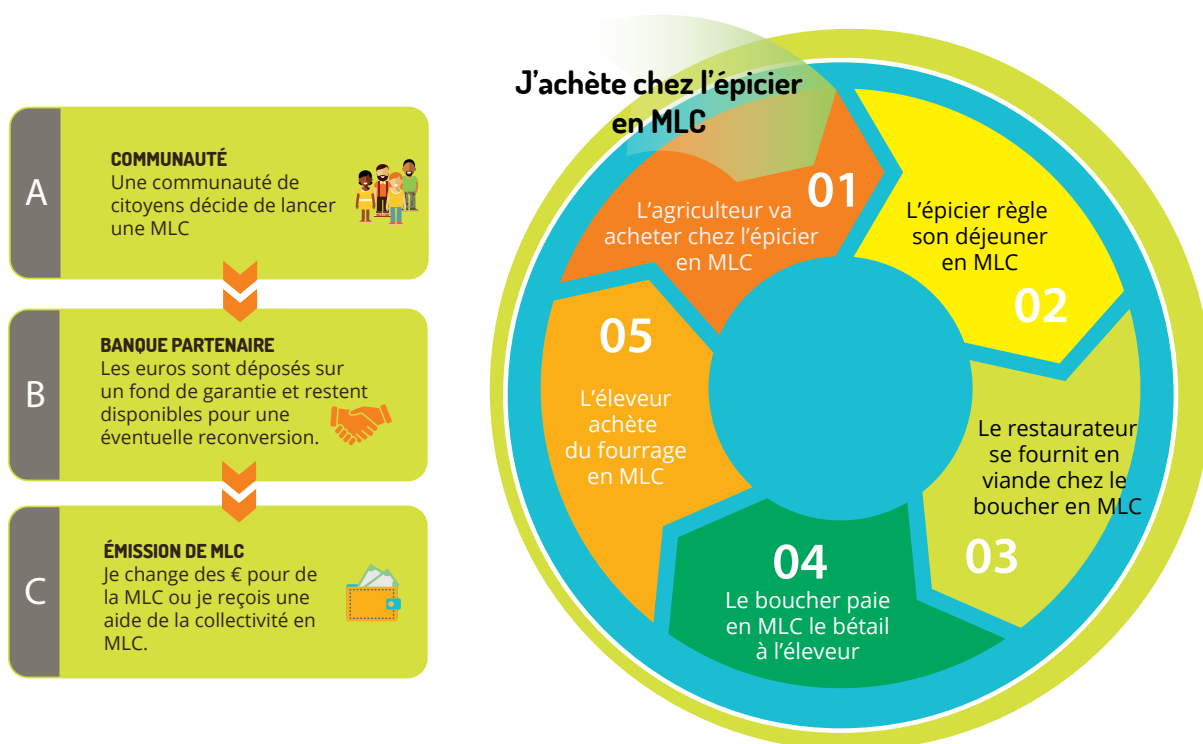 A
COMMUNAUTÉ
Une communauté de
citoyens décide de lancer
une MLC
B
BANQUE PARTENAIRE
Les euros sont déposés sur
un fond de garantie et restent
disponibles pour une
éventuelle reconversion.
C
ÉMISSION DE MLC
Je change des € pour de
la MLC ou je reçois une
aide de la collectivité en
MLC.
J'achète chez l'épicier
en MLC
01
L'agriculteur va
acheter chez l'épicier
en MLC
L'épicier règle
son déjeuner
en MLC
02
Le restaurateur
se fournit en
viande chez le
boucher en MLC
03
04
Le boucher paie
en MLC le bétail
à l'éleveur
05
L'éleveur
achète
du fourrage
en MLC